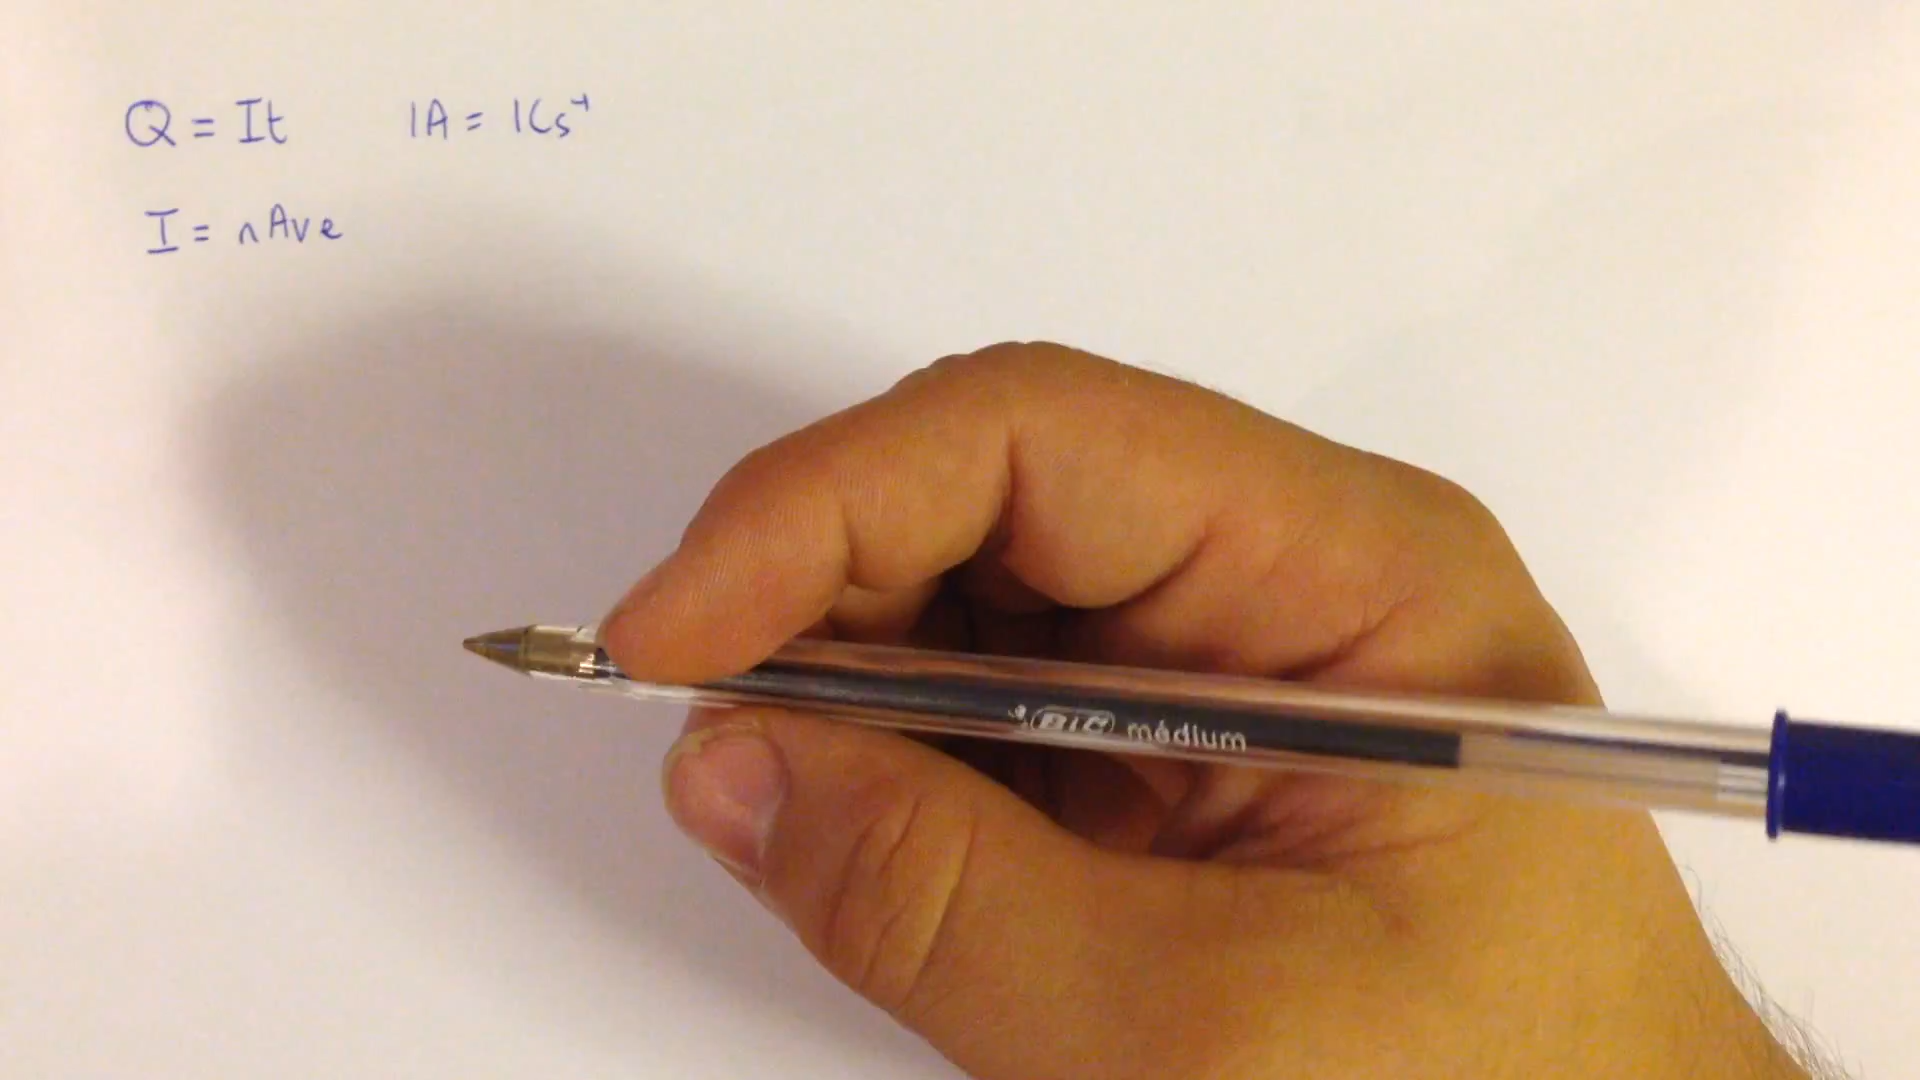 Q = It 1A = 1Cs⁻¹
I = nAve
BIC médium